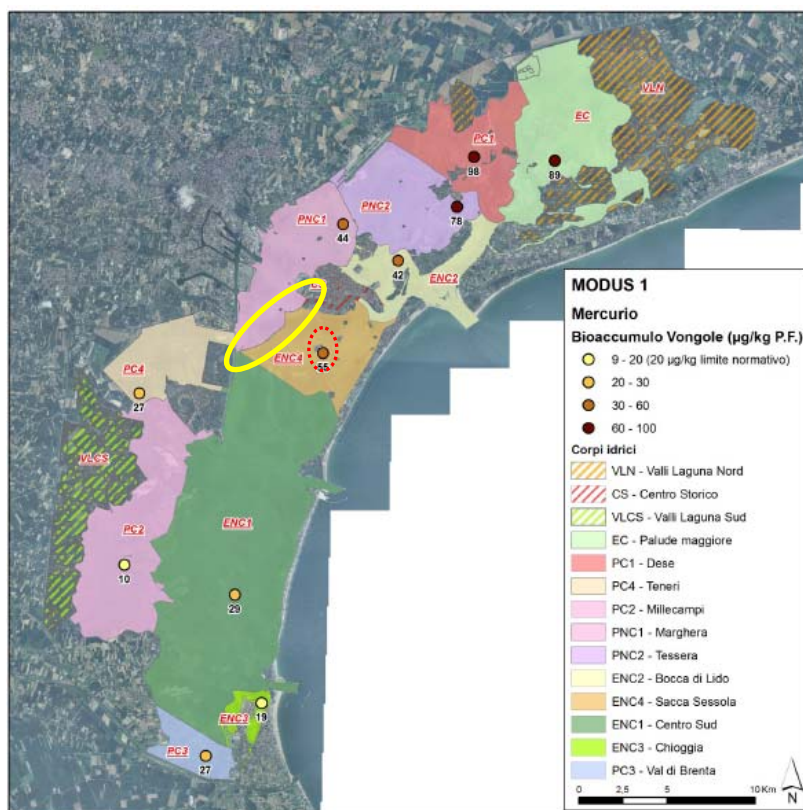 VLN
EC
PC1
98
89
PNC2
78
PNC1
44
42
ENC2
ENC4
55
PC4
27
VLCS
PC2
ENC1
10
29
ENC3
19
PC3
27
MODUS 1
Mercurio
Bioaccumulo Vongole (µg/kg P.F.)
9 - 20 (20 µg/kg limite normativo)
20 - 30
30 - 60
60 - 100
Corpi idrici
VLN - Valli Laguna Nord
CS - Centro Storico
VLCS - Valli Laguna Sud
EC - Palude maggiore
PC1 - Dese
PC4 - Teneri
PC2 - Millecampi
PNC1 - Marghera
PNC2 - Tessera
ENC2 - Bocca di Lido
ENC4 - Sacca Sessola
ENC1 - Centro Sud
ENC3 - Chioggia
PC3 - Val di Brenta
0 2,5 5 10 Km
N